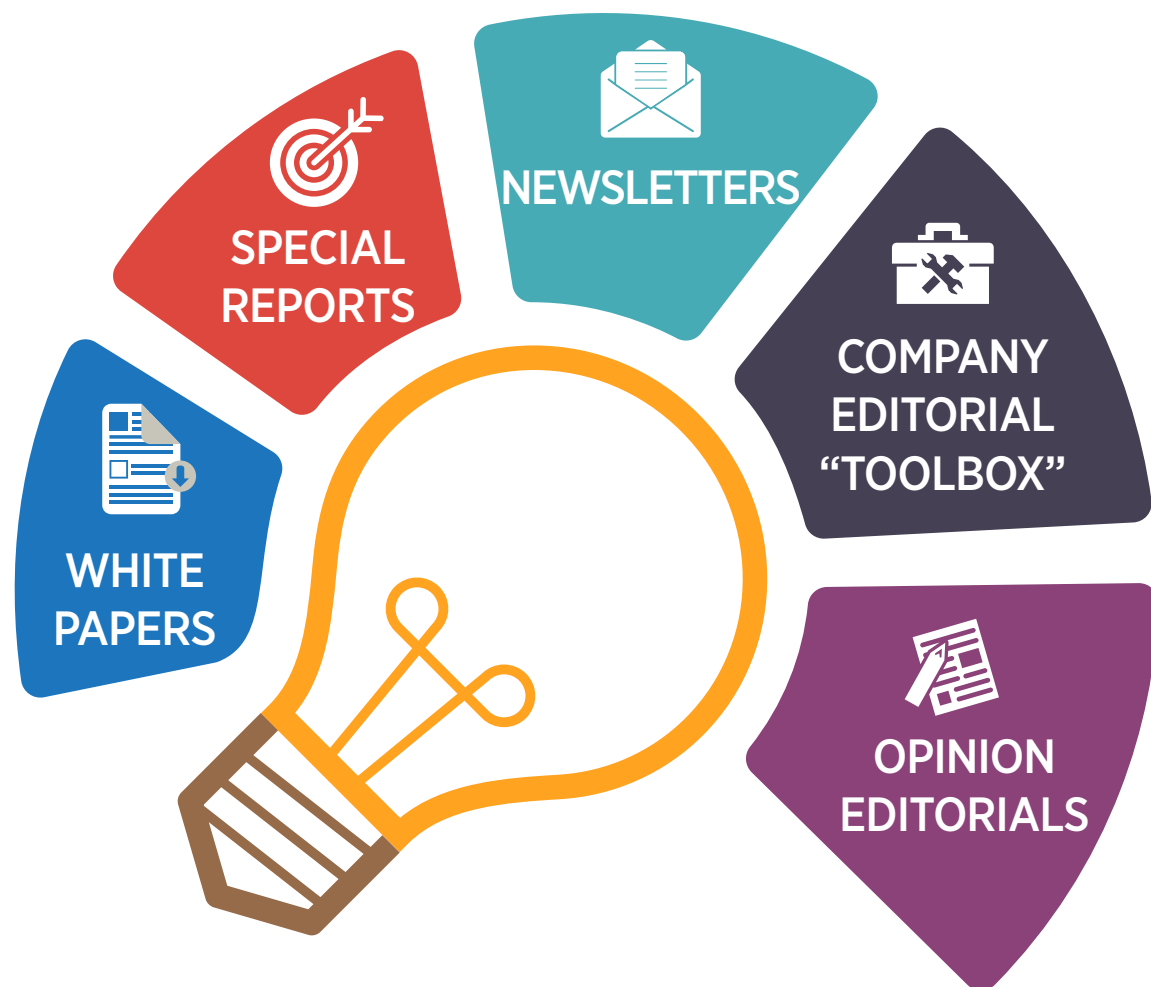 WHITE
PAPERS
SPECIAL
REPORTS
NEWSLETTERS
COMPANY
EDITORIAL
“TOOLBOX”
OPINION
EDITORIALS